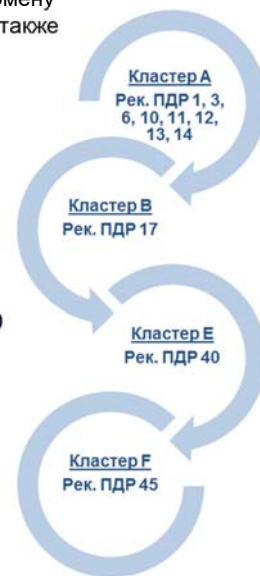 также
Кластер A
Рек. ПДР 1, 3,
6, 10, 11, 12,
13, 14
Кластер B
Рек. ПДР 17
Кластер E
Рек. ПДР 40
Кластер F
Рек. ПДР 45